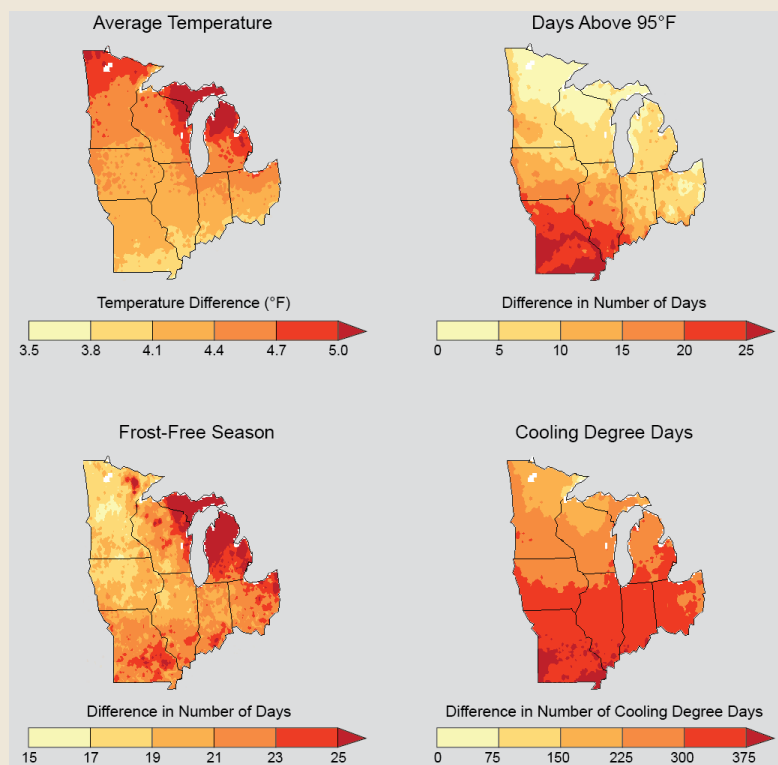 Average Temperature
Days Above 95°F
Temperature Difference (°F)
3.5 3.8 4.1 4.4 4.7 5.0
Difference in Number of Days
0 5 10 15 20 25
Frost-Free Season
Cooling Degree Days
Difference in Number of Days
15 17 19 21 23 25
Difference in Number of Cooling Degree Days
0 75 150 225 300 375